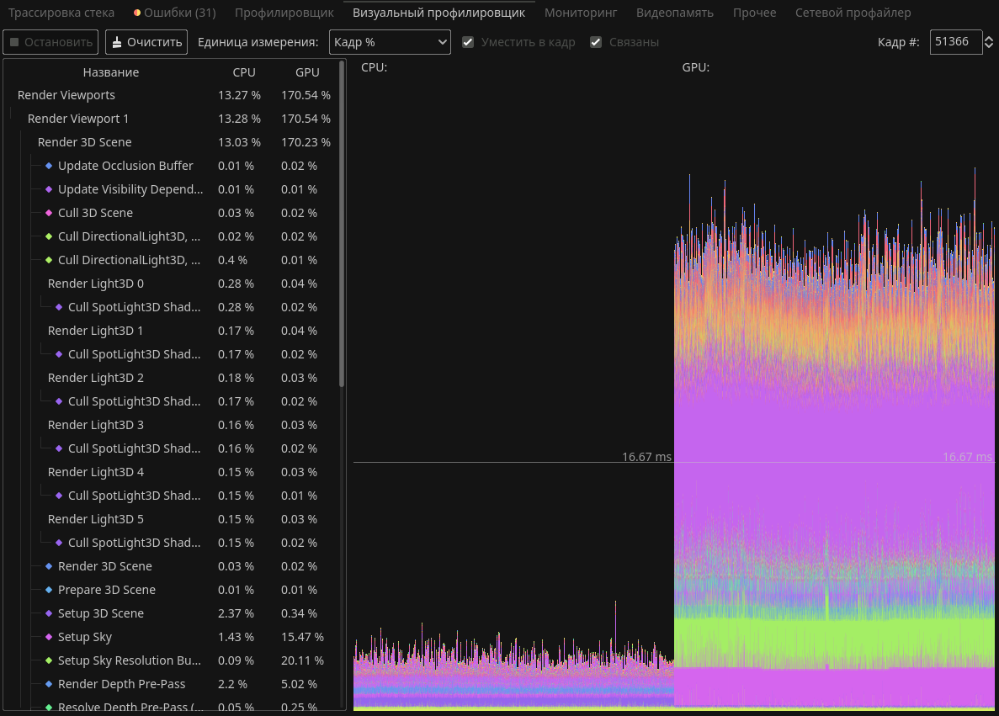 Трассировка стека Ошибки (31) Профилировщик Визуальный профилировщик Мониторинг Видеопамять Прочее Сетевой профайлер
Остановить Очистить Единица измерения: Кадр % Уместить в кадр Связаны Кадр #: 51366
Название CPU GPU
Render Viewports 13.27 % 170.54 %
Render Viewport 1 13.28 % 170.54 %
Render 3D Scene 13.03 % 170.23 %
Update Occlusion Buffer 0.01 % 0.02 %
Update Visibility Depend... 0.01 % 0.01 %
Cull 3D Scene 0.03 % 0.02 %
Cull DirectionalLight3D, ... 0.02 % 0.02 %
Cull DirectionalLight3D, ... 0.4 % 0.01 %
Render Light3D 0 0.28 % 0.04 %
Cull SpotLight3D Shad... 0.28 % 0.02 %
Render Light3D 1 0.17 % 0.04 %
Cull SpotLight3D Shad... 0.17 % 0.02 %
Render Light3D 2 0.18 % 0.03 %
Cull SpotLight3D Shad... 0.17 % 0.02 %
Render Light3D 3 0.16 % 0.03 %
Cull SpotLight3D Shad... 0.16 % 0.02 %
Render Light3D 4 0.15 % 0.03 %
Cull SpotLight3D Shad... 0.15 % 0.01 %
Render Light3D 5 0.15 % 0.03 %
Cull SpotLight3D Shad... 0.15 % 0.02 %
Render 3D Scene 0.03 % 0.02 %
Prepare 3D Scene 0.01 % 0.01 %
Setup 3D Scene 2.37 % 0.34 %
Setup Sky 1.43 % 15.47 %
Setup Sky Resolution Bu... 0.09 % 20.11 %
Render Depth Pre-Pass 2.2 % 5.02 %
Resolve Depth Pre-Pass (... 0.05 % 0.25 %
CPU: GPU:
16.67 ms 16.67 ms